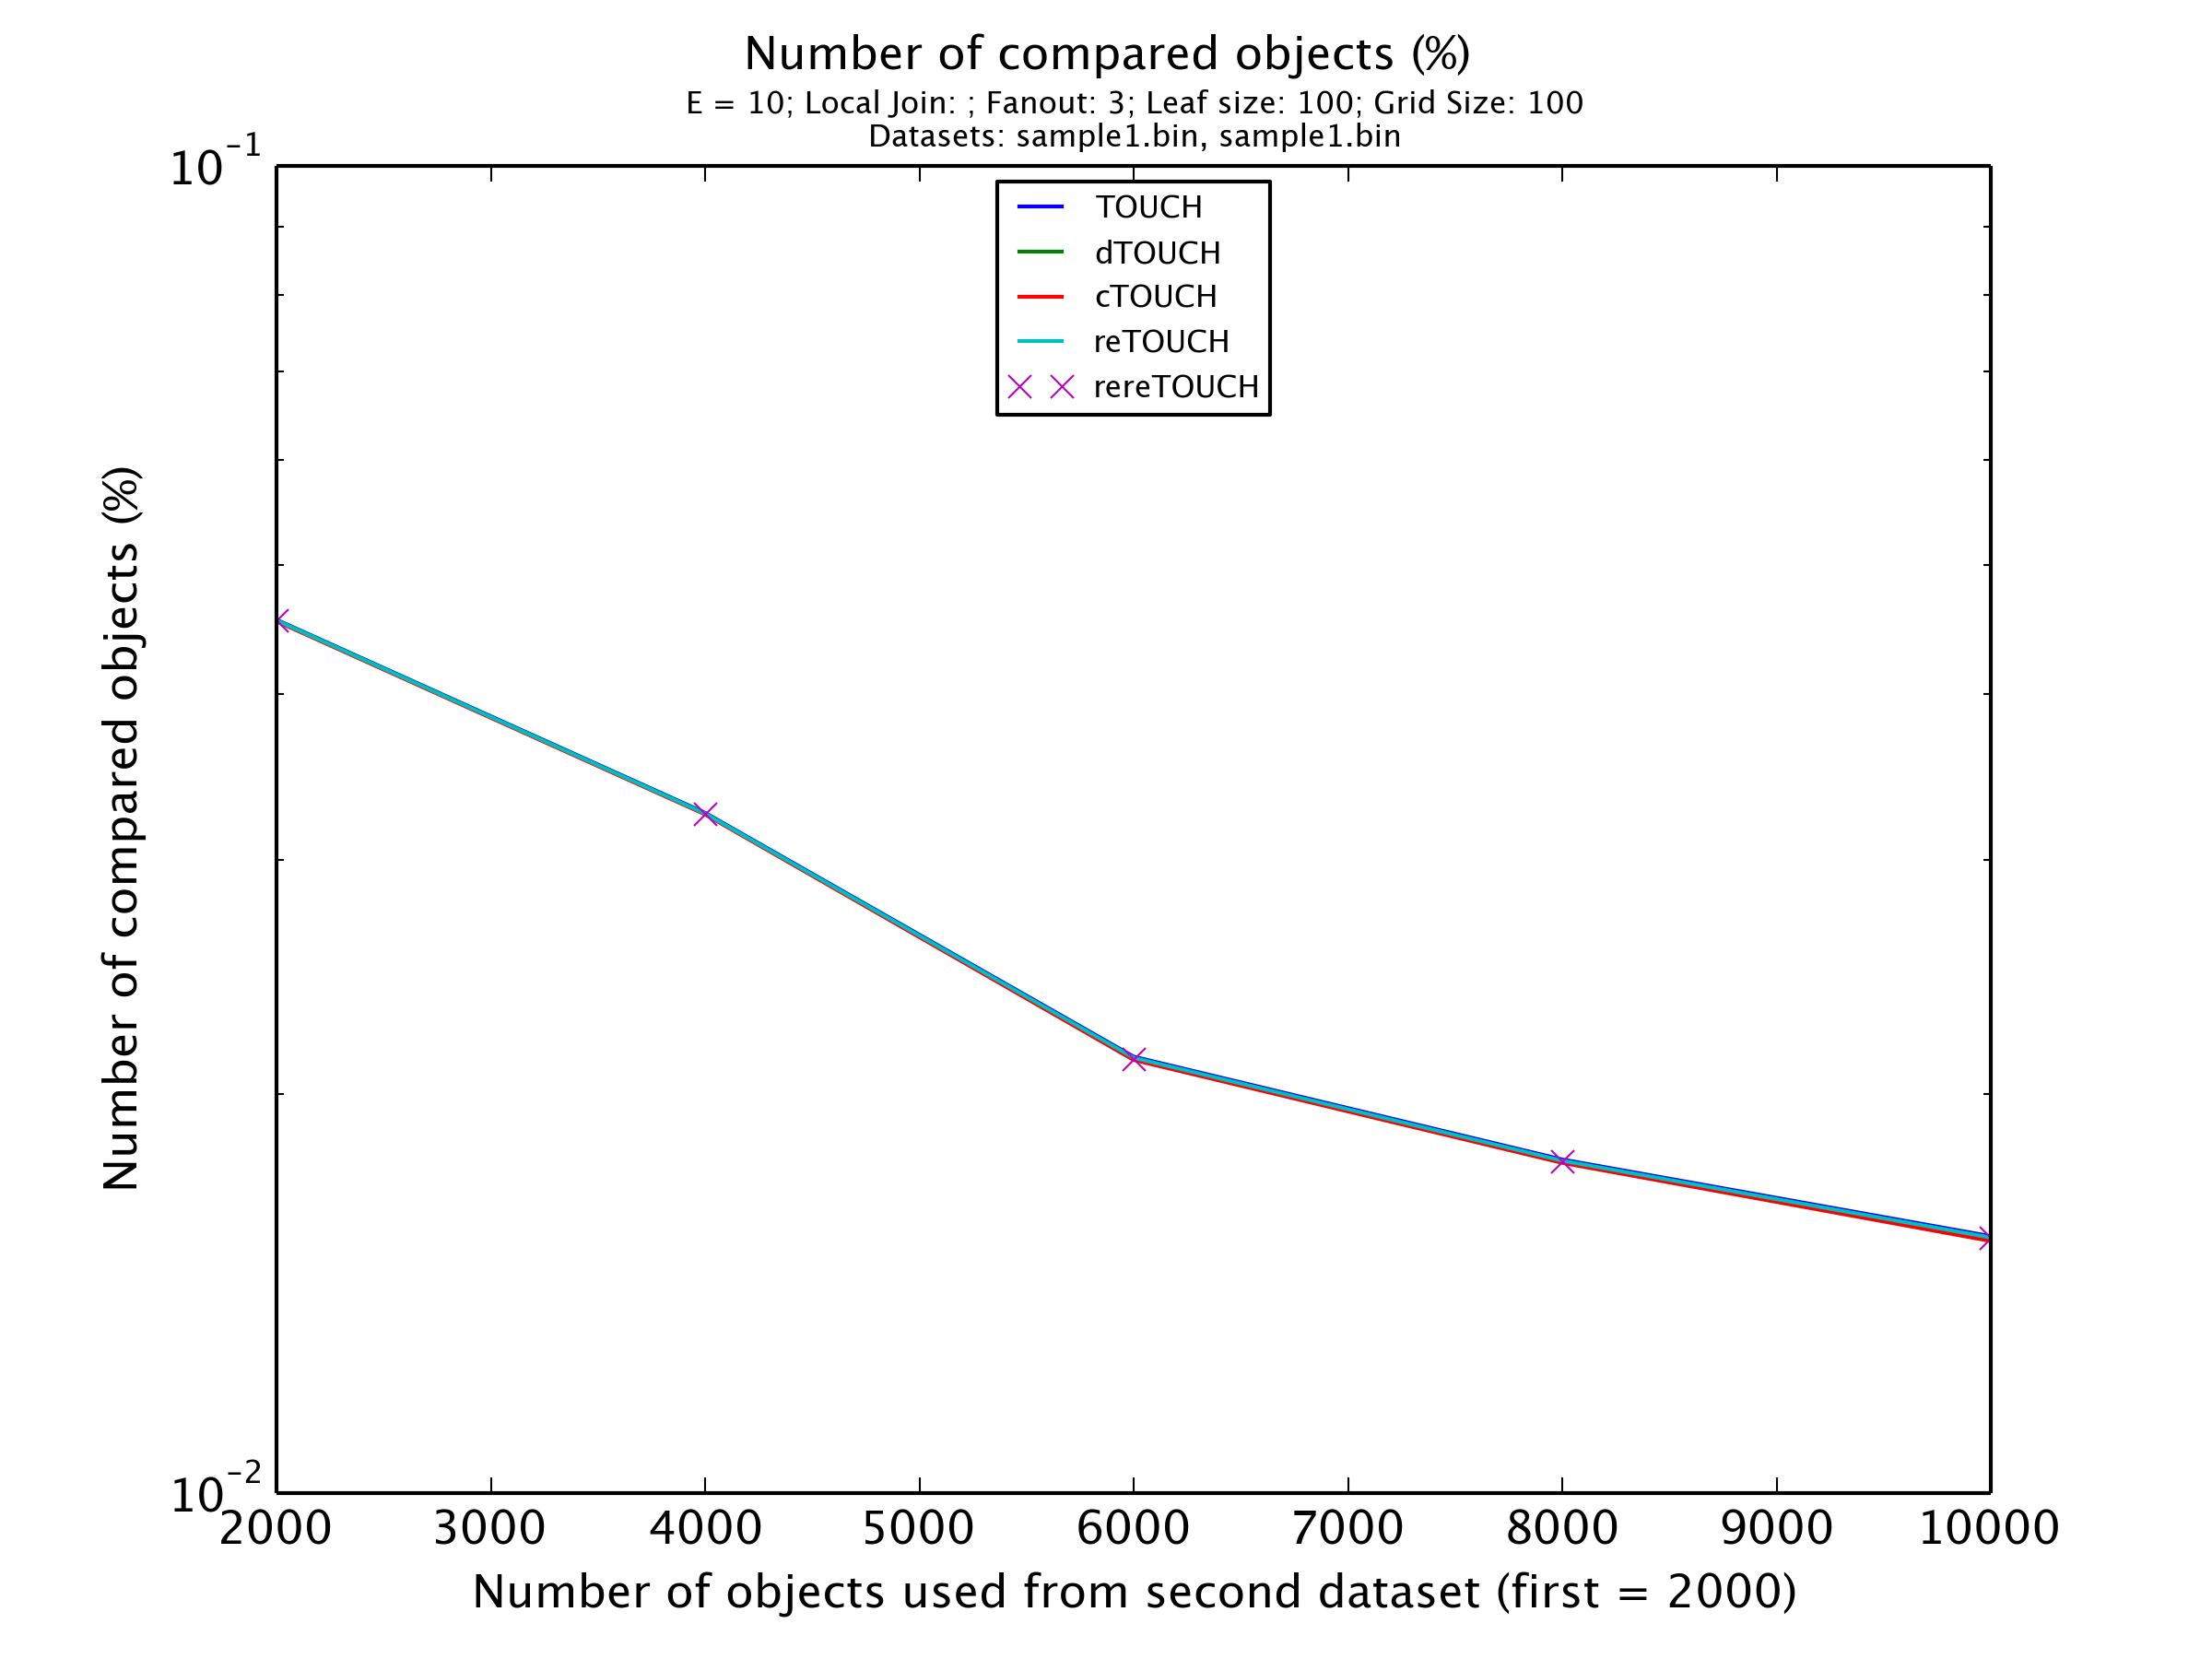 Number of compared objects (%)
E = 10; Local Join: ; Fanout: 3; Leaf size: 100; Grid Size: 100
Datasets: sample1.bin, sample1.bin
10^-1
TOUCH
dTOUCH
cTOUCH
reTOUCH
rereTOUCH
Number of compared objects (%)
10^-2
2000 3000 4000 5000 6000 7000 8000 9000 10000
Number of objects used from second dataset (first = 2000)